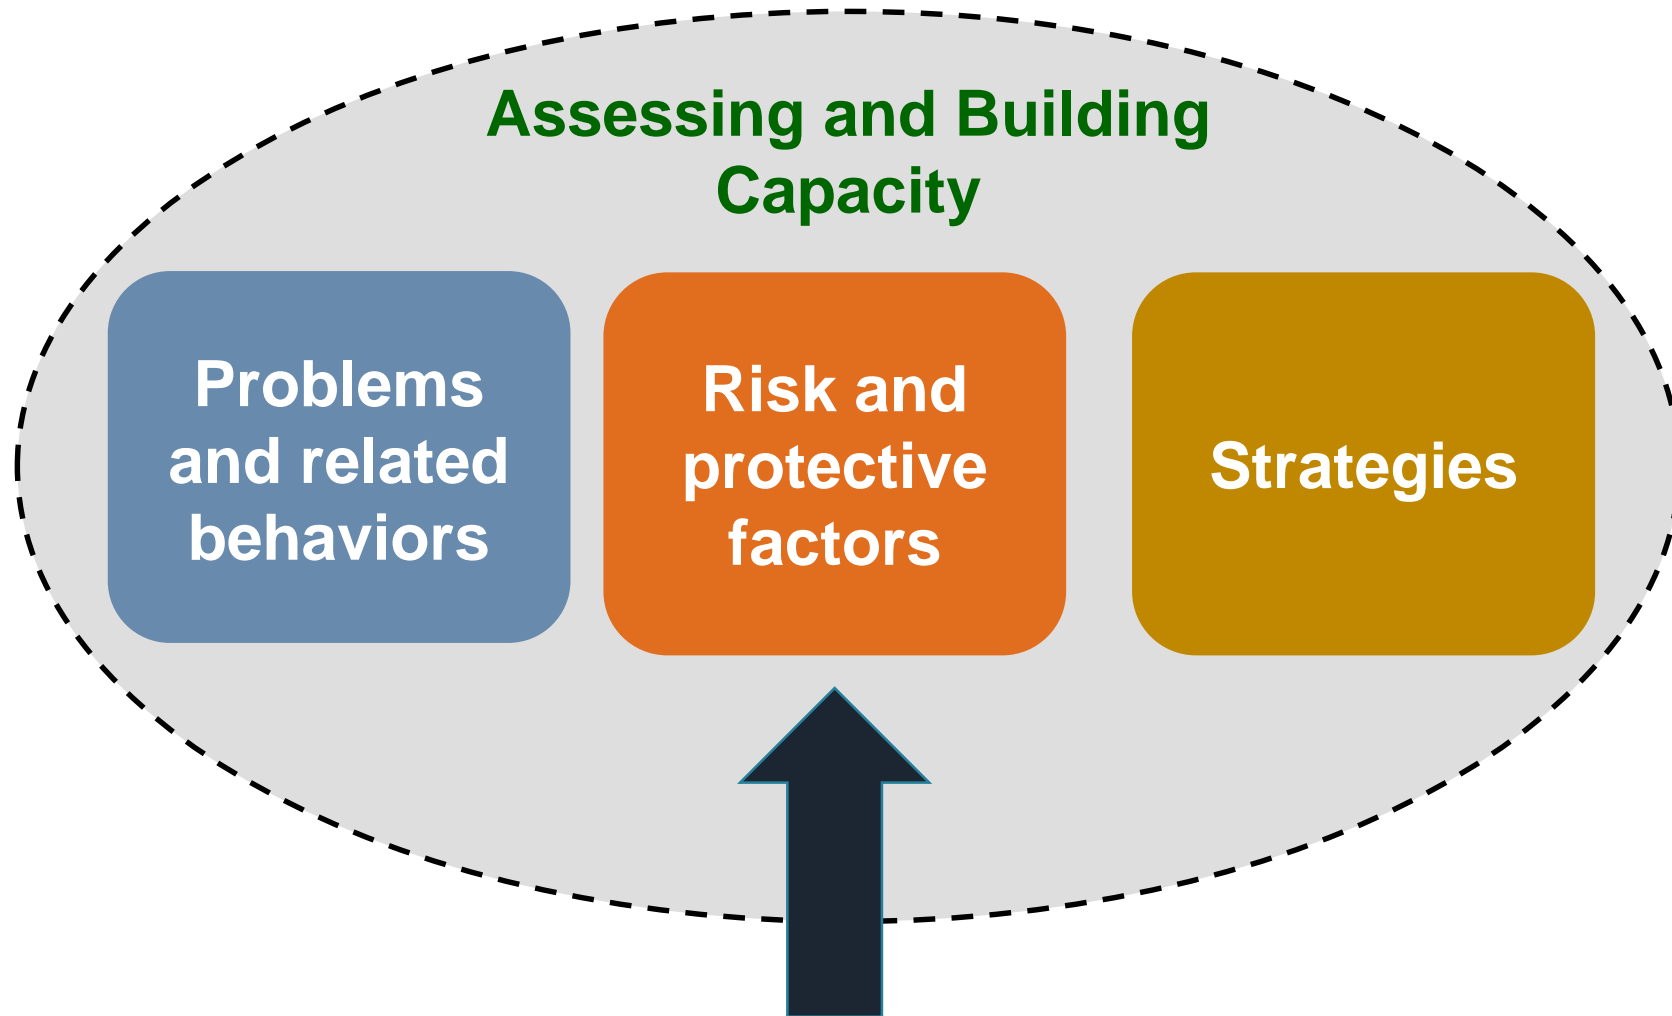 Assessing and Building
Capacity
Problems
and related
behaviors
Risk and
protective
factors
Strategies